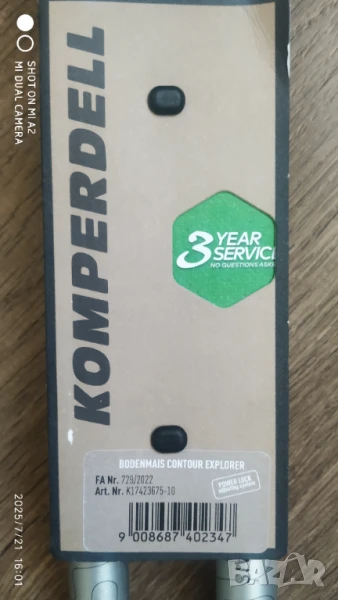 SHOT ON MI A2
MI DUAL CAMERA
KOMPERDELL
3 YEAR
SERVICE
NO QUESTIONS ASKED
BODENMAIS CONTOUR EXPLORER
FA Nr. 729/2022
Art. Nr. K17423675-10
POWER LOCK
9 008687 402347
2025/7/21 16:01
BAZAR